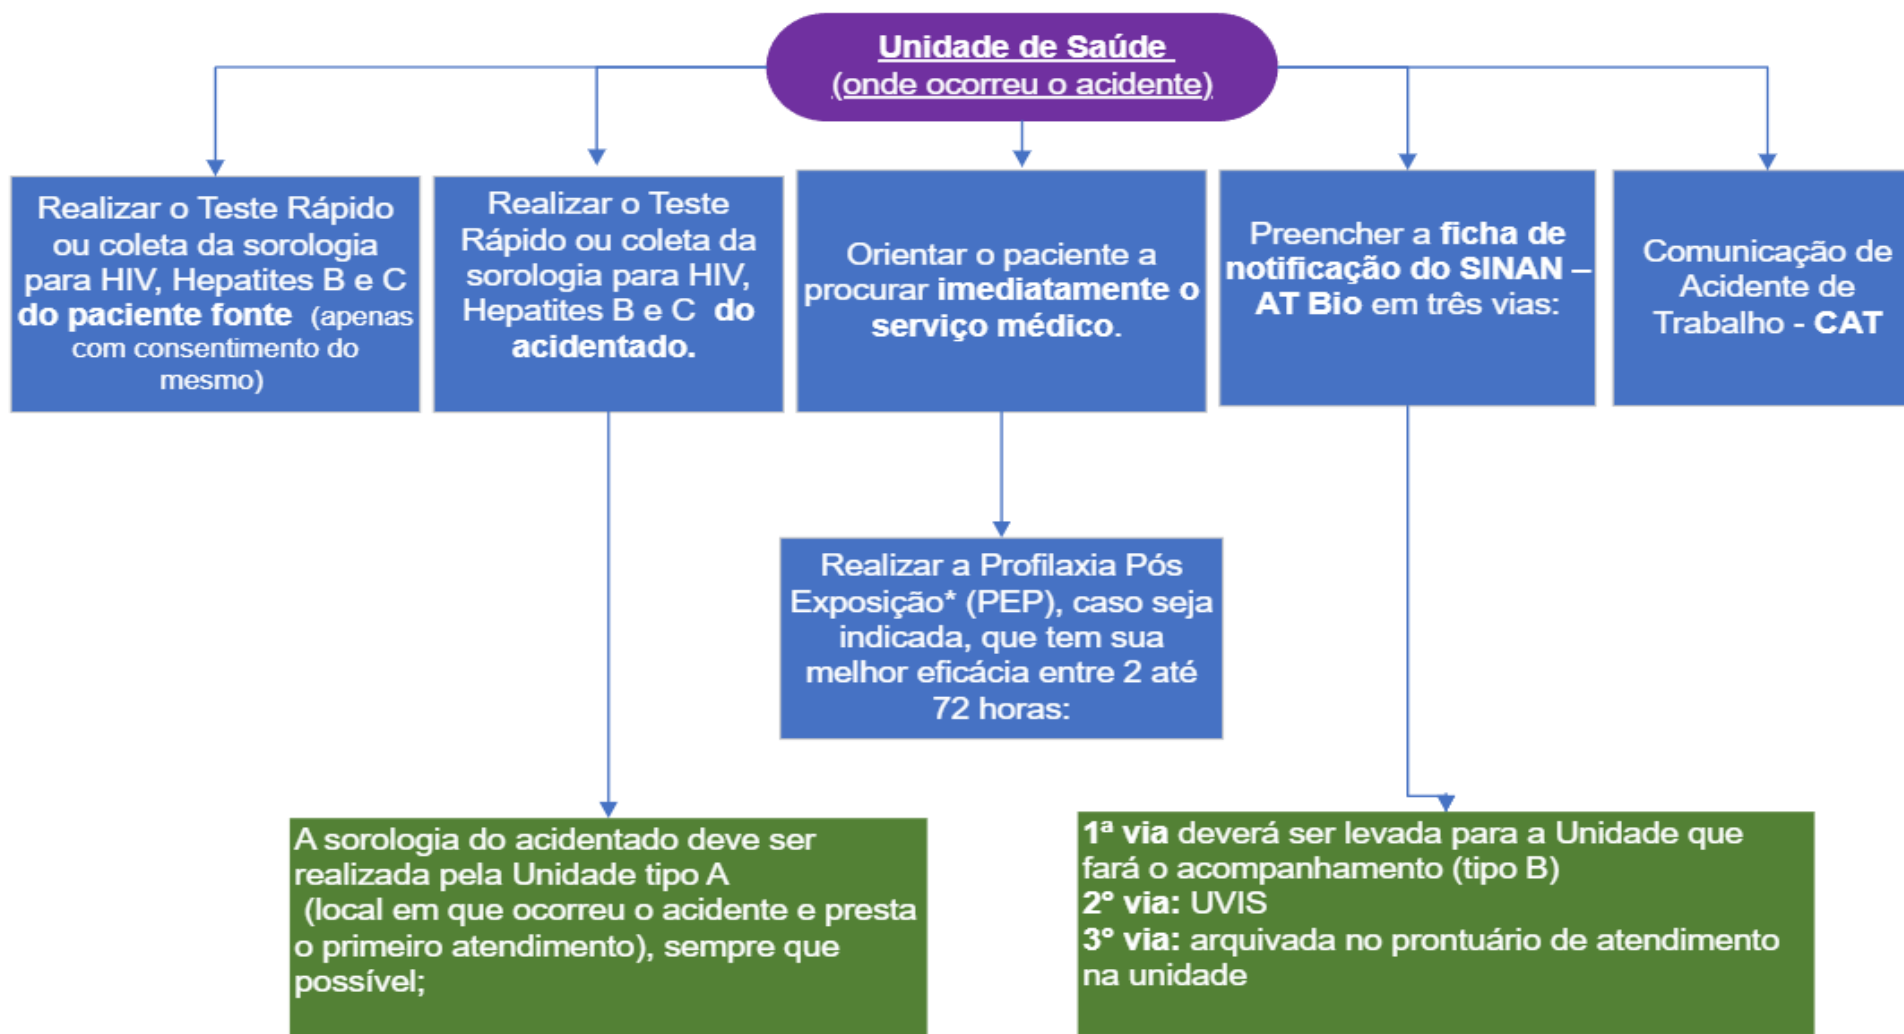 Unidade de Saúde
(onde ocorreu o acidente)
Realizar o Teste Rápido
ou coleta da sorologia
para HIV, Hepatites B e C
do paciente fonte (apenas
com consentimento do
mesmo)
Realizar o Teste
Rápido ou coleta da
sorologia para HIV,
Hepatites B e C do
acidentado.
Orientar o paciente a
procurar imediatamente o
serviço médico.
Preencher a ficha de
notificação do SINAN –
AT Bio em três vias:
Comunicação de
Acidente de
Trabalho - CAT
Realizar a Profilaxia Pós
Exposição* (PEP), caso seja
indicada, que tem sua
melhor eficácia entre 2 até
72 horas:
A sorologia do acidentado deve ser
realizada pela Unidade tipo A
(local em que ocorreu o acidente e presta
o primeiro atendimento), sempre que
possível;
1ª via deverá ser levada para a Unidade que
fará o acompanhamento (tipo B)
2° via: UVIS
3° via: arquivada no prontuário de atendimento
na unidade